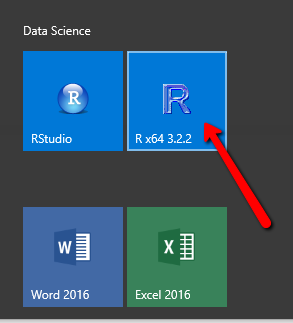 Data Science
R
R
RStudio
R x64 3.2.2
W
X
Word 2016
Excel 2016